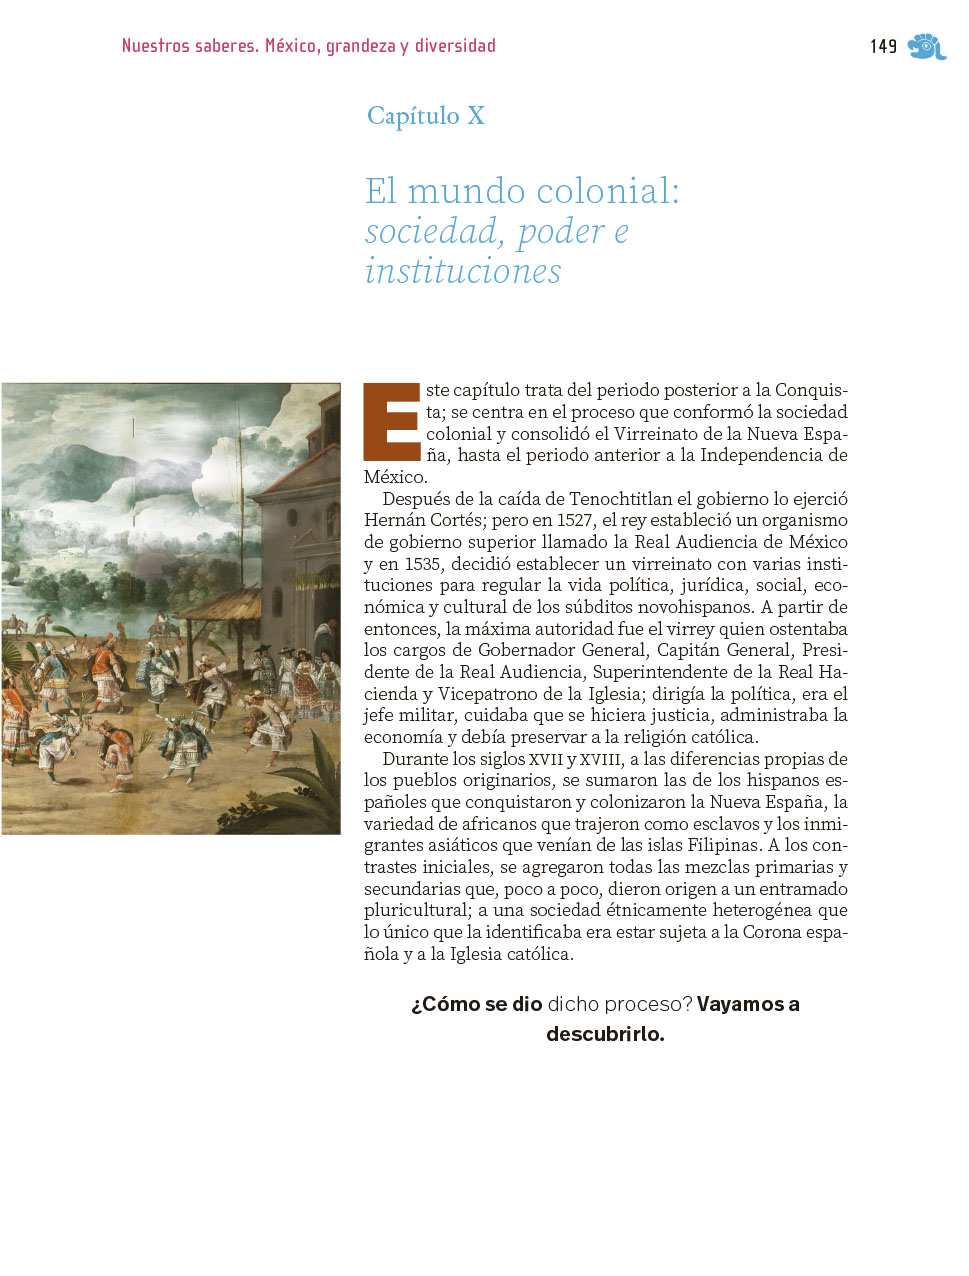 Nuestros saberes. México, grandeza y diversidad
149
Capítulo X
El mundo colonial:
sociedad, poder e
instituciones
Este capítulo trata del periodo posterior a la Conquis-
ta; se centra en el proceso que conformó la sociedad
colonial y consolidó el Virreinato de la Nueva Espa-
ña, hasta el periodo anterior a la Independencia de
México.
Después de la caída de Tenochtitlan el gobierno lo ejerció
Hernán Cortés; pero en 1527, el rey estableció un organismo
de gobierno superior llamado la Real Audiencia de México
y en 1535, decidió establecer un virreinato con varias insti-
tuciones para regular la vida política, jurídica, social, eco-
nómica y cultural de los súbditos novohispanos. A partir de
entonces, la máxima autoridad fue el virrey quien ostentaba
los cargos de Gobernador General, Capitán General, Presi-
dente de la Real Audiencia, Superintendente de la Real Ha-
cienda y Vicepatrono de la Iglesia; dirigía la política, era el
jefe militar, cuidaba que se hiciera justicia, administraba la
economía y debía preservar a la religión católica.
Durante los siglos XVII y XVIII, a las diferencias propias de
los pueblos originarios, se sumaron las de los hispanos es-
pañoles que conquistaron y colonizaron la Nueva España, la
variedad de africanos que trajeron como esclavos y los inmi-
grantes asiáticos que venían de las islas Filipinas. A los con-
trastes iniciales, se agregaron todas las mezclas primarias y
secundarias que, poco a poco, dieron origen a un entramado
pluricultural; a una sociedad étnicamente heterogénea que
lo único que la identificaba era estar sujeta a la Corona espa-
ñola y a la Iglesia católica.
¿Cómo se dio dicho proceso? Vayamos a
descubrirlo.